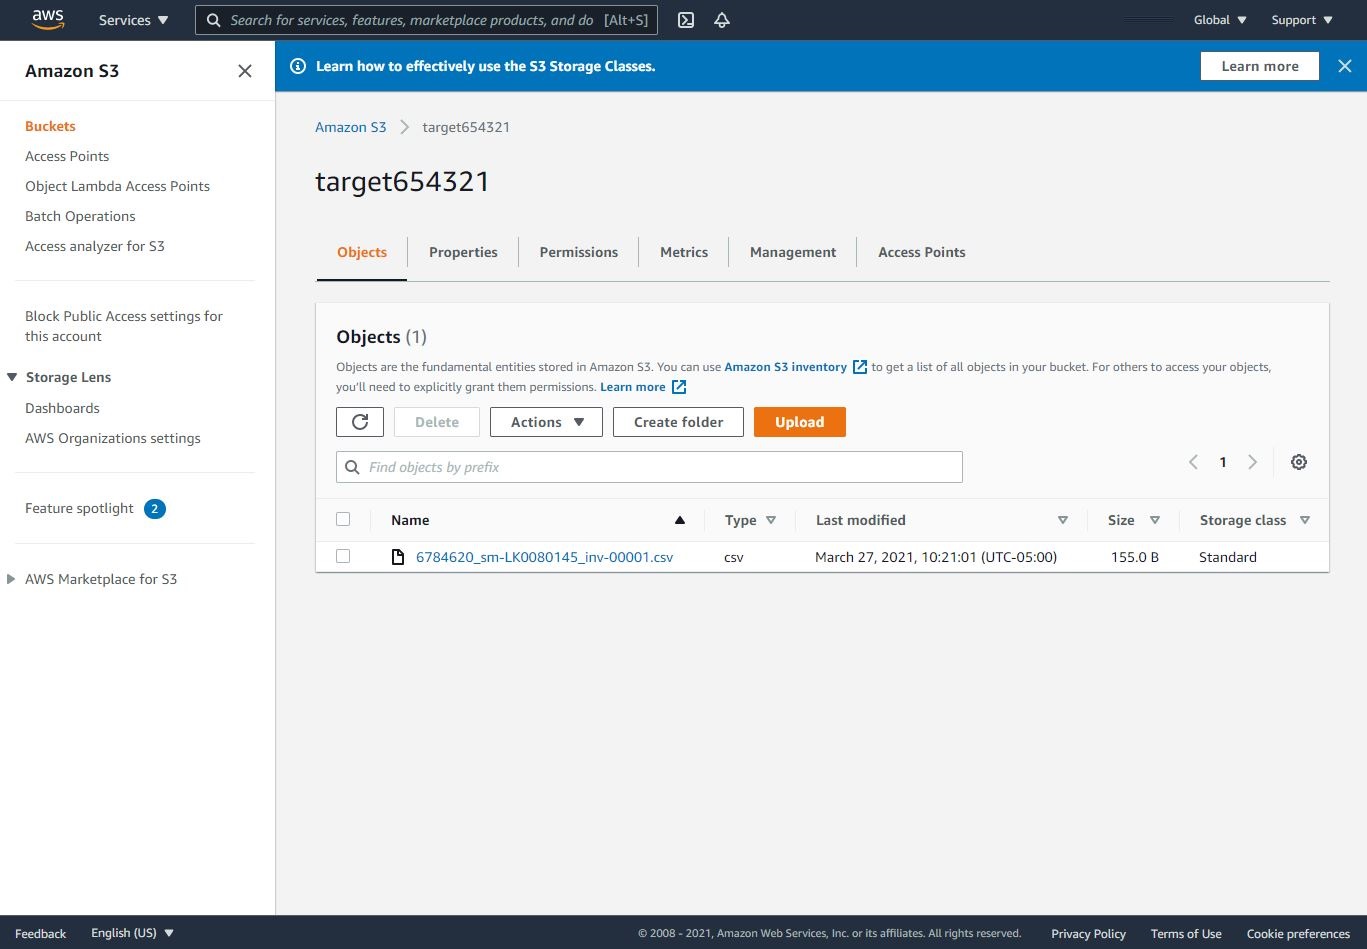 aws Services Search for services, features, marketplace products, and do [Alt+S] Global Support
Amazon S3
Buckets
Access Points
Object Lambda Access Points
Batch Operations
Access analyzer for S3
Block Public Access settings for
this account
Storage Lens
Dashboards
AWS Organizations settings
Feature spotlight 2
AWS Marketplace for S3
Learn how to effectively use the S3 Storage Classes. Learn more
Amazon S3 target654321
target654321
Objects Properties Permissions Metrics Management Access Points
Objects (1)
Objects are the fundamental entities stored in Amazon S3. You can use Amazon S3 inventory to get a list of all objects in your bucket. For others to access your objects,
you'll need to explicitly grant them permissions. Learn more
Delete Actions Create folder Upload
Find objects by prefix 1
Name Type Last modified Size Storage class
6784620_sm-LK0080145_inv-00001.csv csv March 27, 2021, 10:21:01 (UTC-05:00) 155.0 B Standard
Feedback English (US) © 2008 - 2021, Amazon Web Services, Inc. or its affiliates. All rights reserved. Privacy Policy Terms of Use Cookie preferences